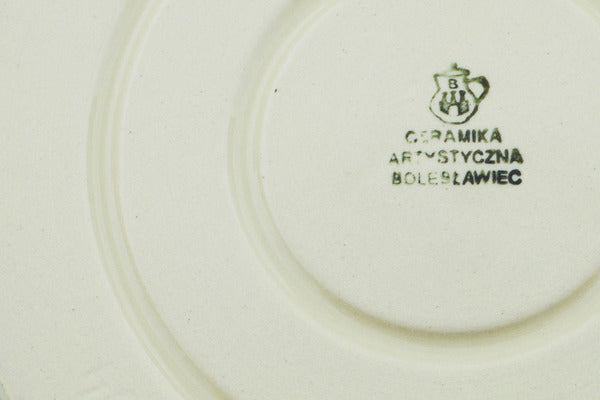 B
CERAMIKA
ARTYSTYCZNA
BOLESŁAWIEC